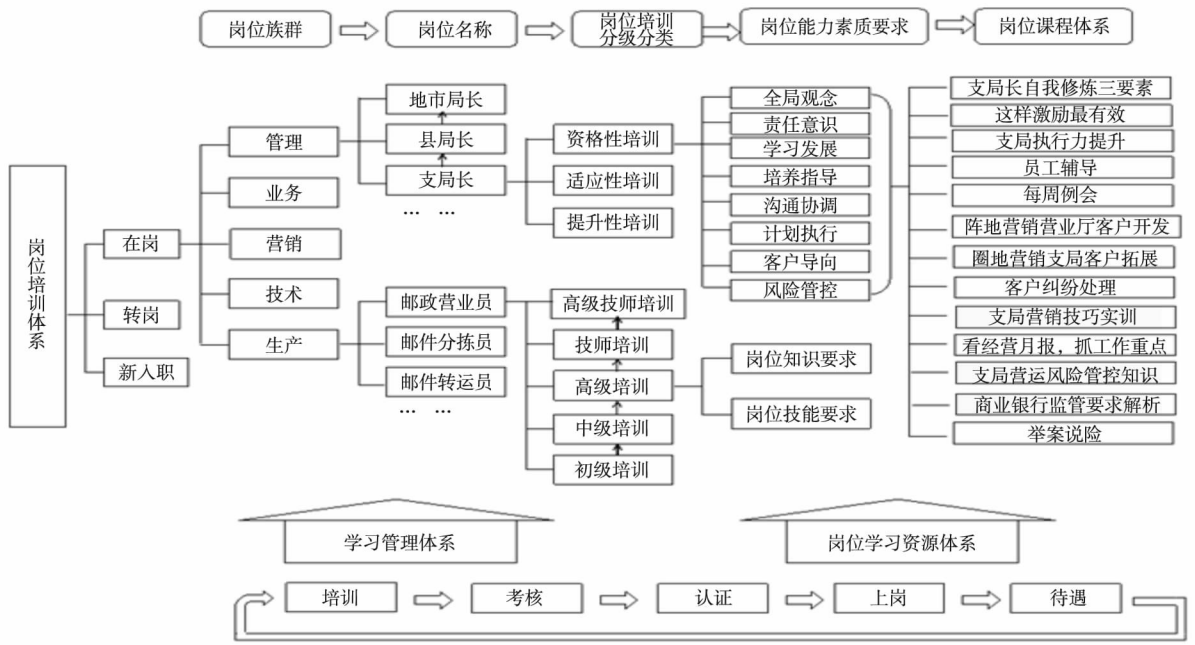 岗位族群
岗位名称
岗位培训
分级分类
岗位能力素质要求
岗位课程体系
岗位培训体系
在岗
转岗
新入职
管理
业务
营销
技术
生产
地市局长
县局长
支局长
… …
邮政营业员
邮件分拣员
邮件转运员
… …
资格性培训
适应性培训
提升性培训
高级技师培训
技师培训
高级培训
中级培训
初级培训
全局观念
责任意识
学习发展
培养指导
沟通协调
计划执行
客户导向
风险管控
岗位知识要求
岗位技能要求
支局长自我修炼三要素
这样激励最有效
支局执行力提升
员工辅导
每周例会
阵地营销营业厅客户开发
圈地营销支局客户拓展
客户纠纷处理
支局营销技巧实训
看经营月报，抓工作重点
支局营运风险管控知识
商业银行监管要求解析
举案说险
学习管理体系
岗位学习资源体系
培训
考核
认证
上岗
待遇